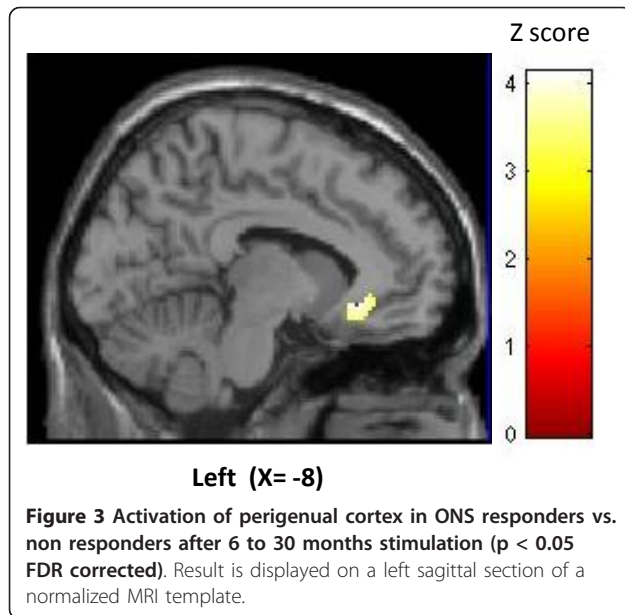 Z score
4
3
2
1
0
Left (X= -8)
Figure 3 Activation of perigenual cortex in ONS responders vs.
non responders after 6 to 30 months stimulation (p < 0.05
FDR corrected). Result is displayed on a left sagittal section of a
normalized MRI template.